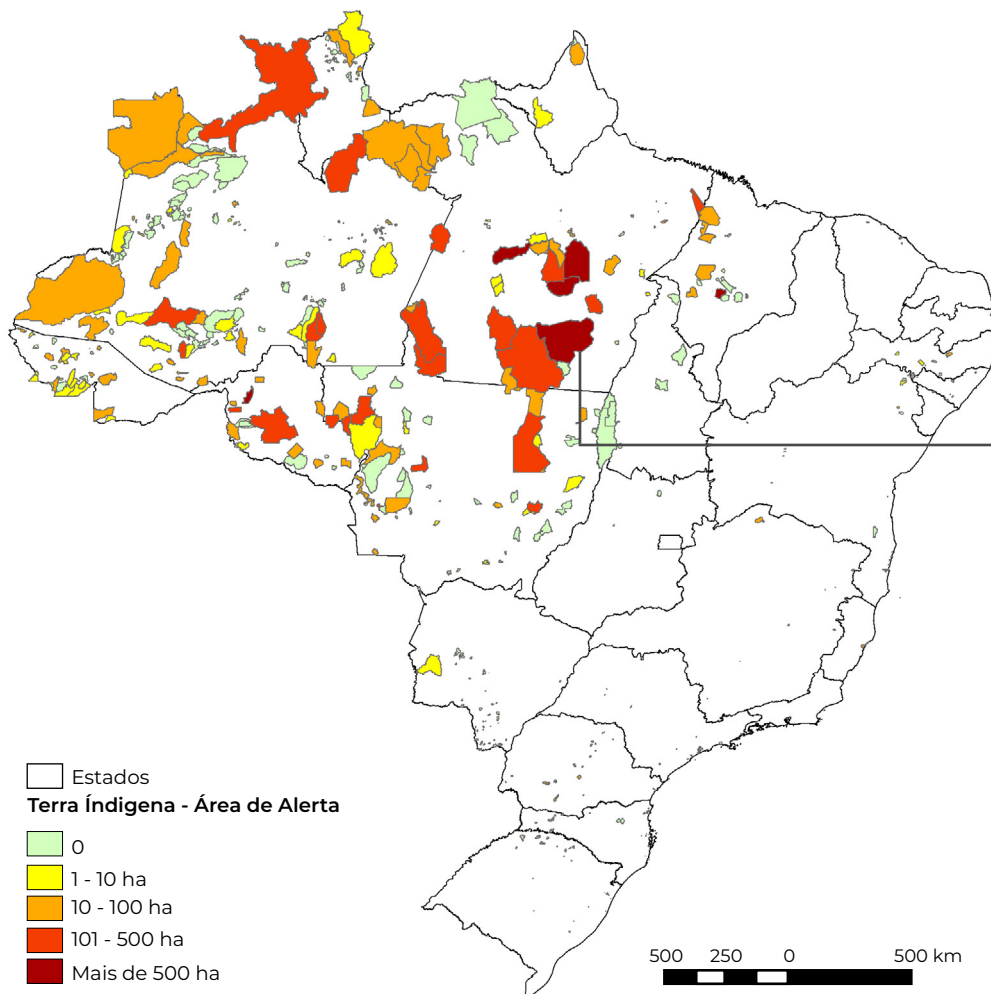 Estados
Terra Índigena - Área de Alerta
0
1 - 10 ha
10 - 100 ha
101 - 500 ha
Mais de 500 ha
500 250 0 500 km